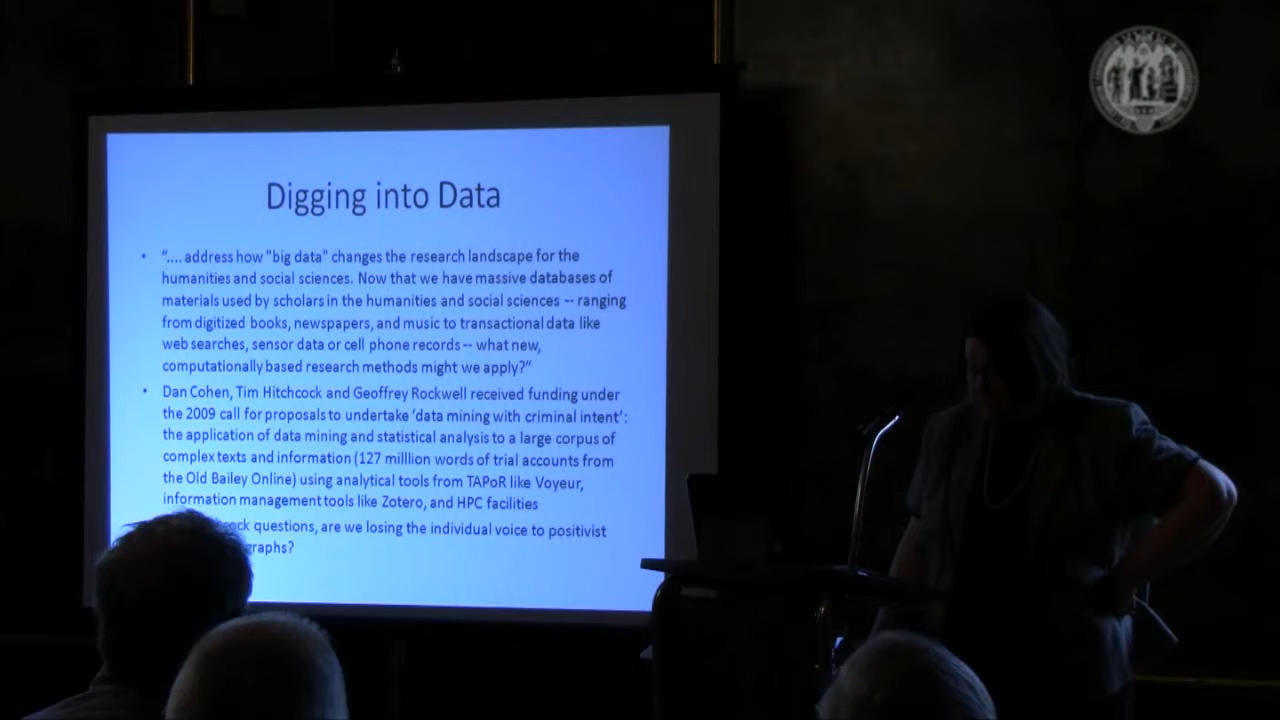 Digging into Data
• “.... address how "big data" changes the research landscape for the
humanities and social sciences. Now that we have massive databases of
materials used by scholars in the humanities and social sciences -- ranging
from digitized books, newspapers, and music to transactional data like
web searches, sensor data or cell phone records -- what new,
computationally based research methods might we apply?”
• Dan Cohen, Tim Hitchcock and Geoffrey Rockwell received funding under
the 2009 call for proposals to undertake ‘data mining with criminal intent’:
the application of data mining and statistical analysis to a large corpus of
complex texts and information (127 milllion words of trial accounts from
the Old Bailey Online) using analytical tools from TAPoR like Voyeur,
information management tools like Zotero, and HPC facilities
questions, are we losing the individual voice to positivist
graphs?